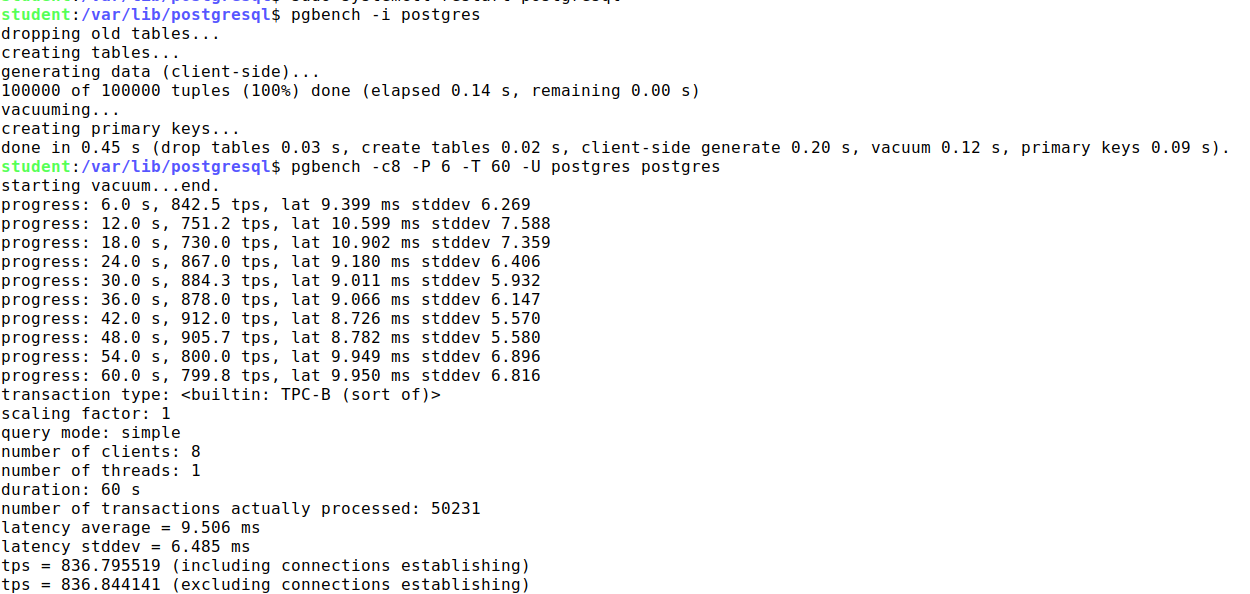 student:/var/lib/postgresql$ pgbench -i postgres
dropping old tables...
creating tables...
generating data (client-side)...
100000 of 100000 tuples (100%) done (elapsed 0.14 s, remaining 0.00 s)
vacuuming...
creating primary keys...
done in 0.45 s (drop tables 0.03 s, create tables 0.02 s, client-side generate 0.20 s, vacuum 0.12 s, primary keys 0.09 s).
student:/var/lib/postgresql$ pgbench -c8 -P 6 -T 60 -U postgres postgres
starting vacuum...end.
progress: 6.0 s, 842.5 tps, lat 9.399 ms stddev 6.269
progress: 12.0 s, 751.2 tps, lat 10.599 ms stddev 7.588
progress: 18.0 s, 730.0 tps, lat 10.902 ms stddev 7.359
progress: 24.0 s, 867.0 tps, lat 9.180 ms stddev 6.406
progress: 30.0 s, 884.3 tps, lat 9.011 ms stddev 5.932
progress: 36.0 s, 878.0 tps, lat 9.066 ms stddev 6.147
progress: 42.0 s, 912.0 tps, lat 8.726 ms stddev 5.570
progress: 48.0 s, 905.7 tps, lat 8.782 ms stddev 5.580
progress: 54.0 s, 800.0 tps, lat 9.949 ms stddev 6.896
progress: 60.0 s, 799.8 tps, lat 9.950 ms stddev 6.816
transaction type: <builtin: TPC-B (sort of)>
scaling factor: 1
query mode: simple
number of clients: 8
number of threads: 1
duration: 60 s
number of transactions actually processed: 50231
latency average = 9.506 ms
latency stddev = 6.485 ms
tps = 836.795519 (including connections establishing)
tps = 836.844141 (excluding connections establishing)